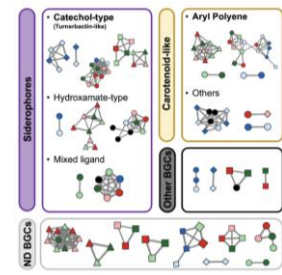 Siderophores
• Catechol-type
(Turnerbactin-like)
• Hydroxamate-type
• Mixed ligand
Carotenoid-like
• Aryl Polyene
• Others
Other BGCs
ND BGCs